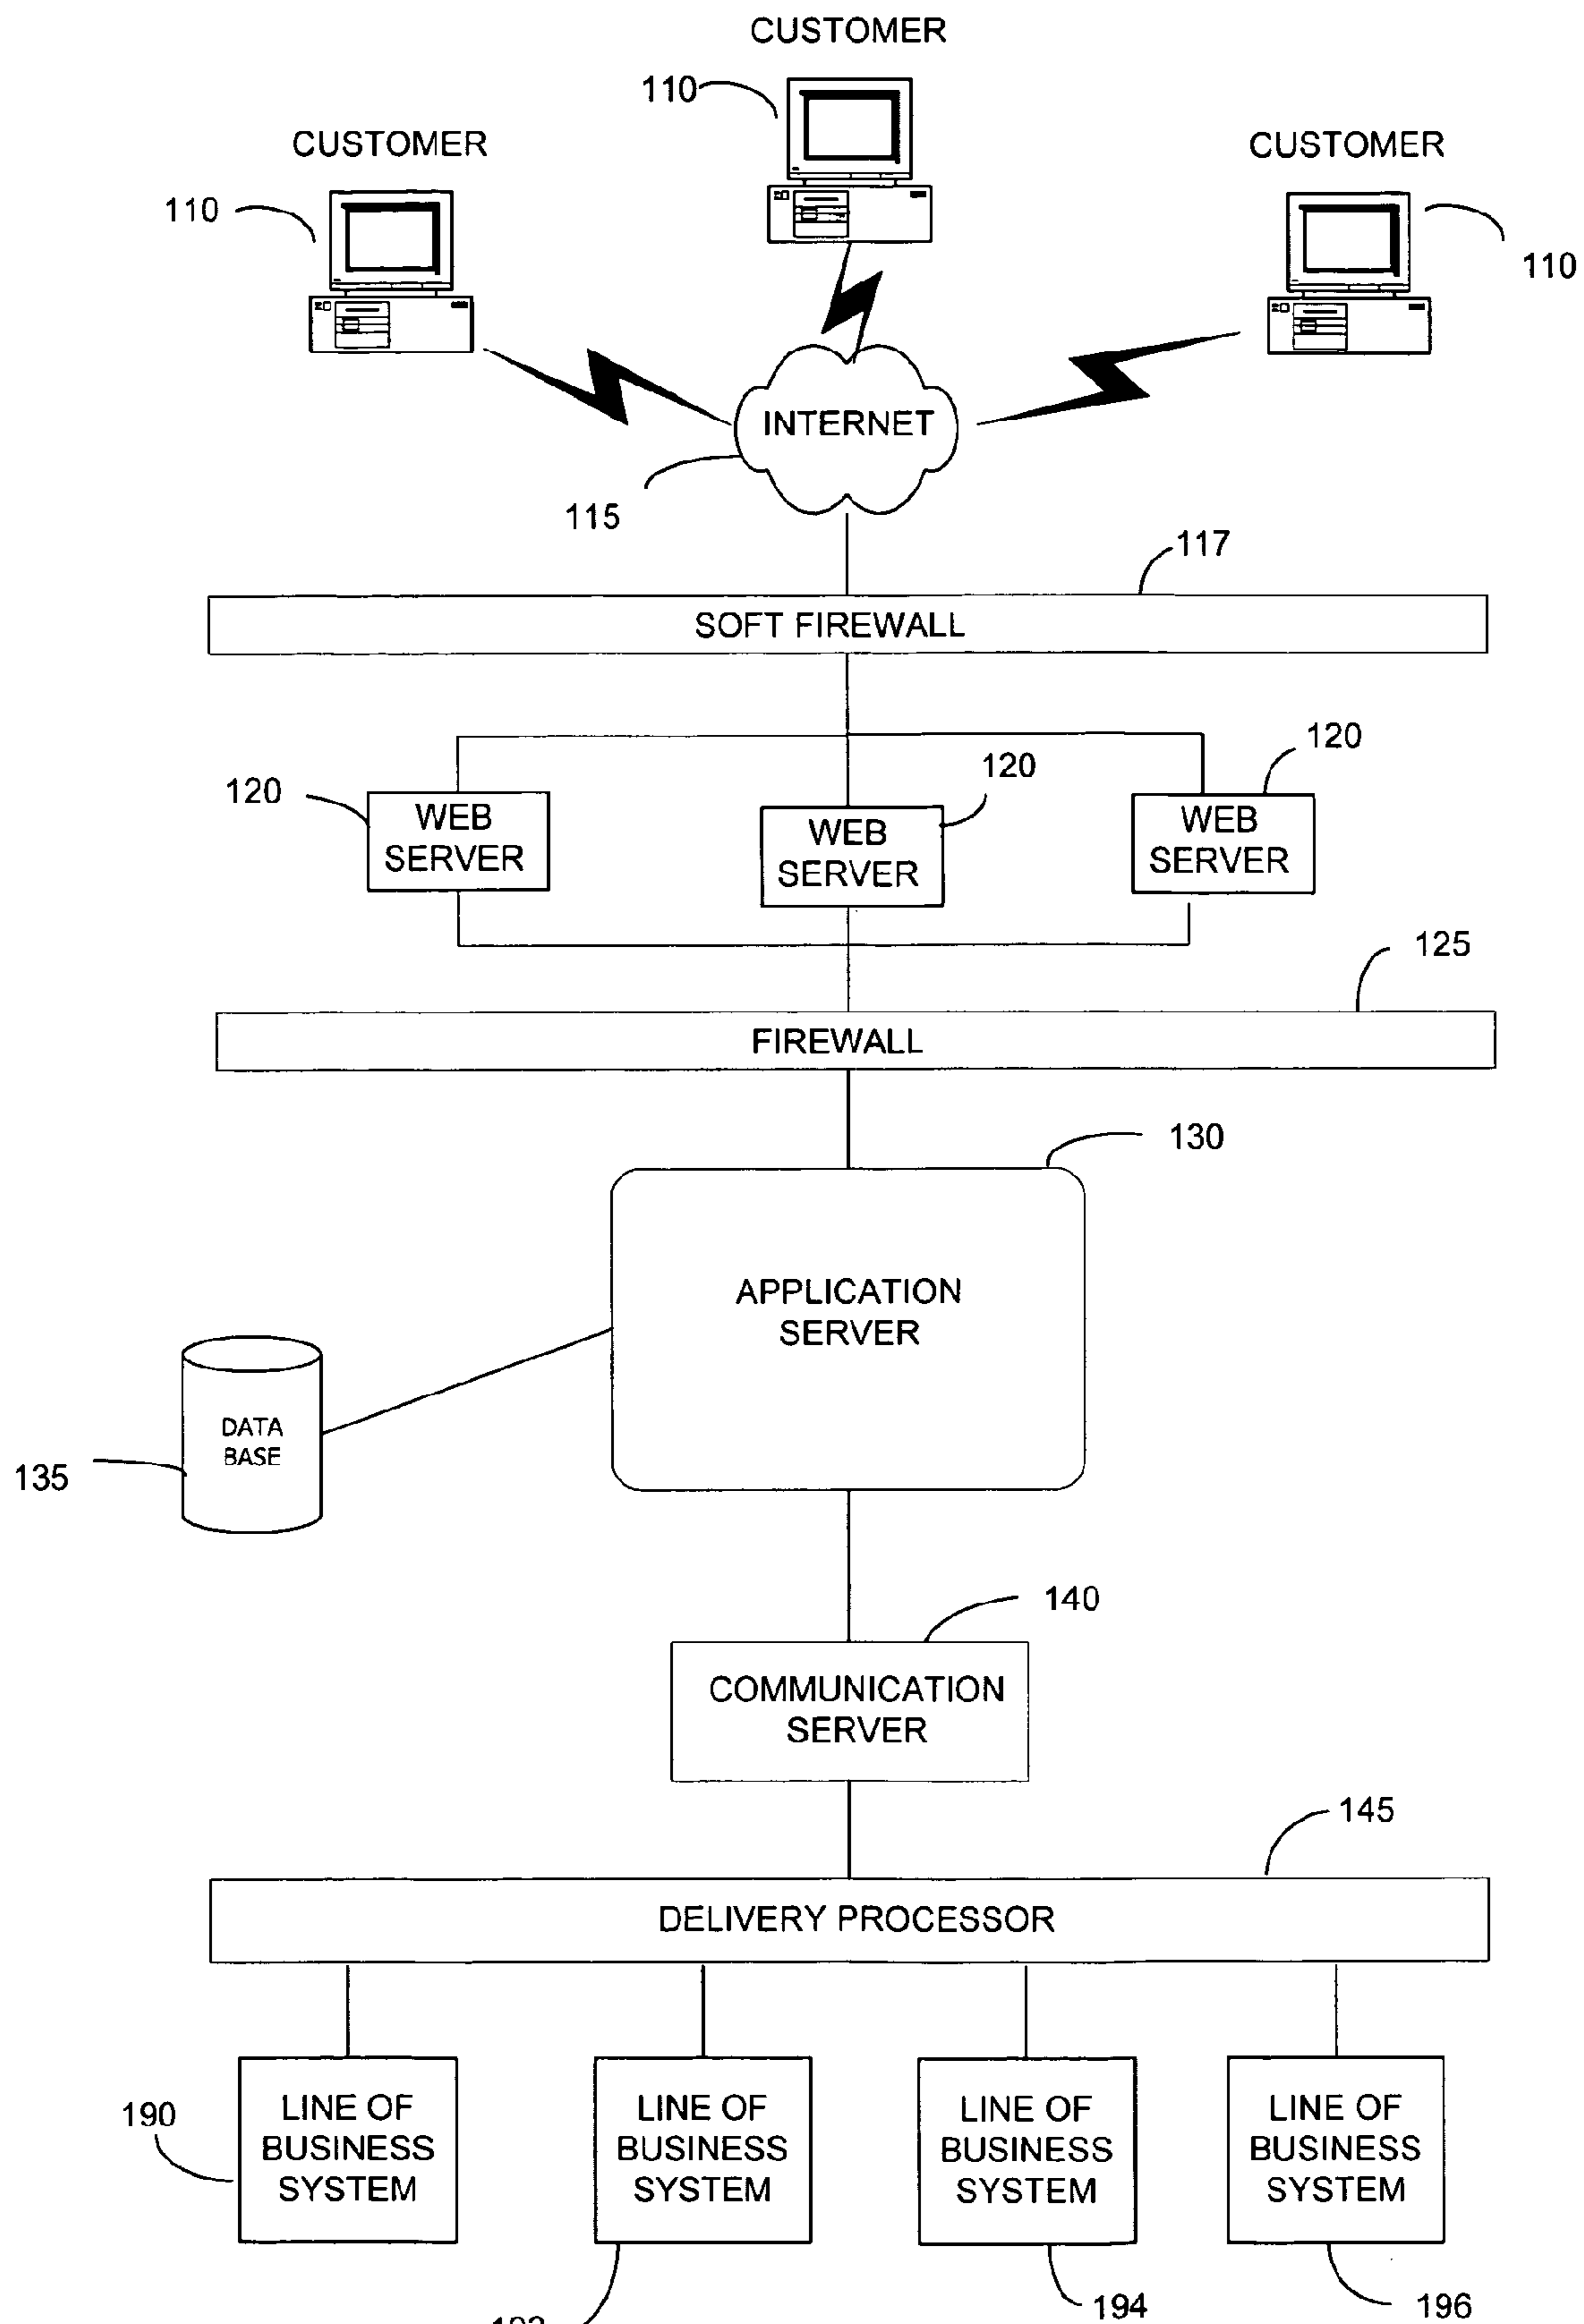 CUSTOMER
110
CUSTOMER
CUSTOMER
110
110
INTERNET
115
117
SOFT FIREWALL
120
120
120
WEB
SERVER
WEB
SERVER
WEB
SERVER
125
FIREWALL
130
APPLICATION
SERVER
DATA
BASE
135
140
COMMUNICATION
SERVER
145
DELIVERY PROCESSOR
LINE OF
BUSINESS
SYSTEM
LINE OF
BUSINESS
SYSTEM
LINE OF
BUSINESS
SYSTEM
LINE OF
BUSINESS
SYSTEM
190
194
196